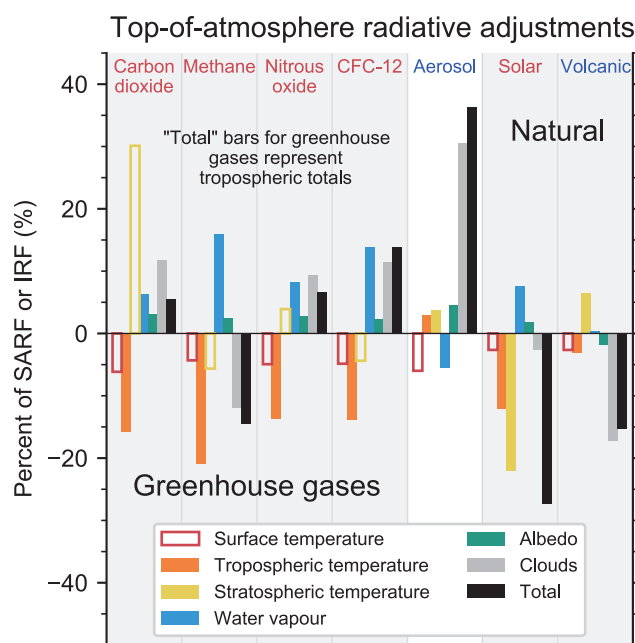 Top-of-atmosphere radiative adjustments
Percent of SARF or IRF (%)
40
20
0
−20
−40
Carbon
dioxide
Methane
Nitrous
oxide
CFC-12
Aerosol
Solar
Volcanic
"Total" bars for greenhouse
gases represent
tropospheric totals
Natural
Greenhouse gases
Surface temperature
Tropospheric temperature
Stratospheric temperature
Water vapour
Albedo
Clouds
Total